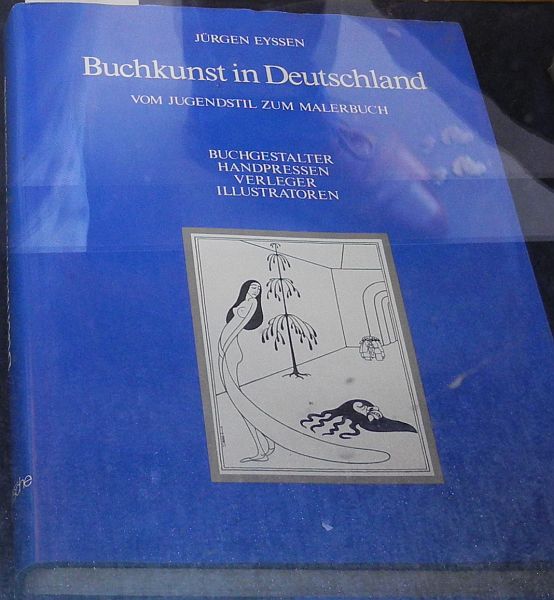 JÜRGEN EYSSEN
Buchkunst in Deutschland
VOM JUGENDSTIL ZUM MALERBUCH
BUCHGESTALTER
HANDPRESSEN
VERLEGER
ILLUSTRATOREN